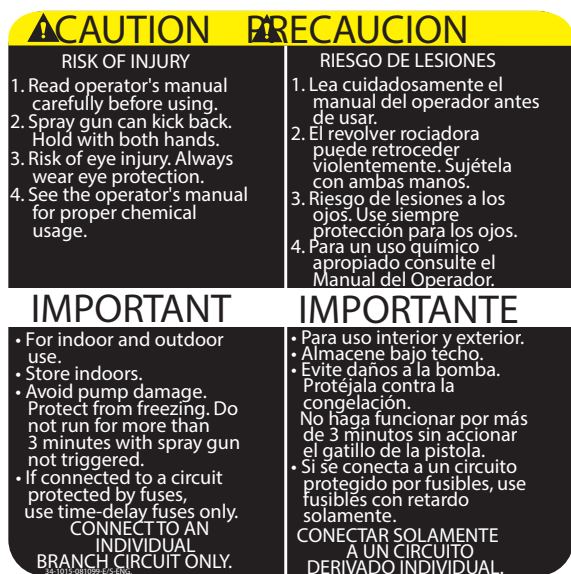 CAUTION
RISK OF INJURY
1. Read operator's manual
carefully before using.
2. Spray gun can kick back.
Hold with both hands.
3. Risk of eye injury. Always
wear eye protection.
4. See the operator's manual
for proper chemical
usage.
PRECAUCION
RIESGO DE LESIONES
1. Lea cuidadosamente el
manual del operador antes
de usar.
2. El revolver rociadora
puede retroceder
violentemente. Sujétela
con ambas manos.
3. Riesgo de lesiones a los
ojos. Use siempre
protección para los ojos.
4. Para un uso químico
apropiado consulte el
Manual del Operador.
IMPORTANT
• For indoor and outdoor
use.
• Store indoors.
• Avoid pump damage.
Protect from freezing. Do
not run for more than
3 minutes with spray gun
not triggered.
• If connected to a circuit
protected by fuses,
use time-delay fuses only.
CONNECT TO AN
INDIVIDUAL
BRANCH CIRCUIT ONLY.
34-1015-081099-E/S-ENG.
IMPORTANTE
• Para uso interior y exterior.
• Almacene bajo techo.
• Evite daños a la bomba.
Protéjala contra la
congelación.
No haga funcionar por más
de 3 minutos sin accionar
el gatillo de la pistola.
• Si se conecta a un circuito
protegido por fusibles, use
fusibles con retardo
solamente.
CONECTAR SOLAMENTE
A UN CIRCUITO
DERIVADO INDIVIDUAL.